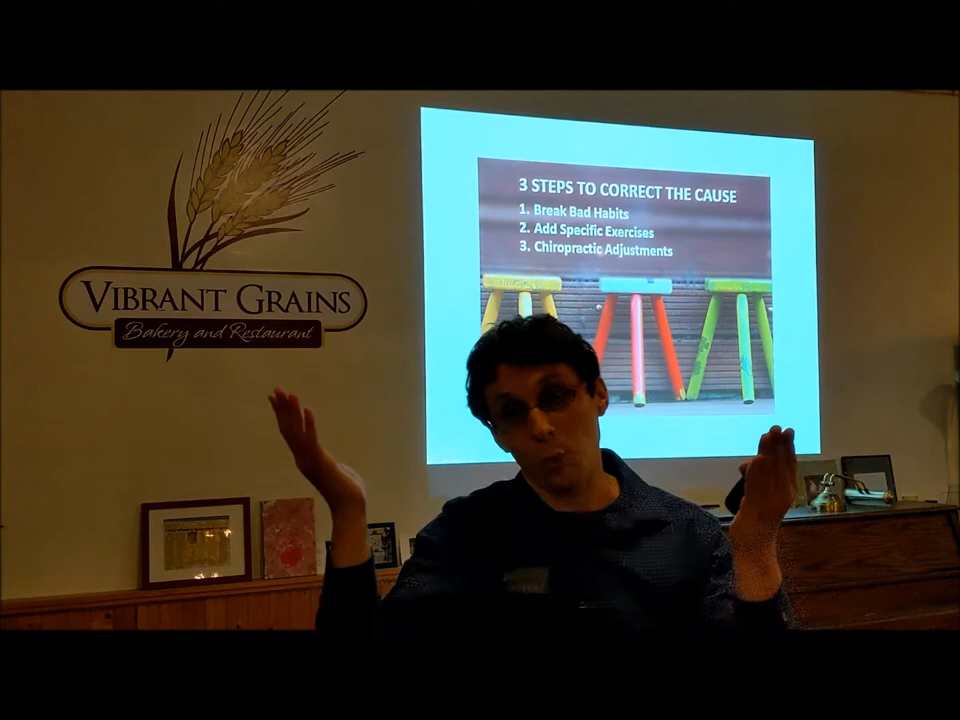 VIBRANT GRAINS
Bakery and Restaurant
3 STEPS TO CORRECT THE CAUSE
1. Break Bad Habits
2. Add Specific Exercises
3. Chiropractic Adjustments